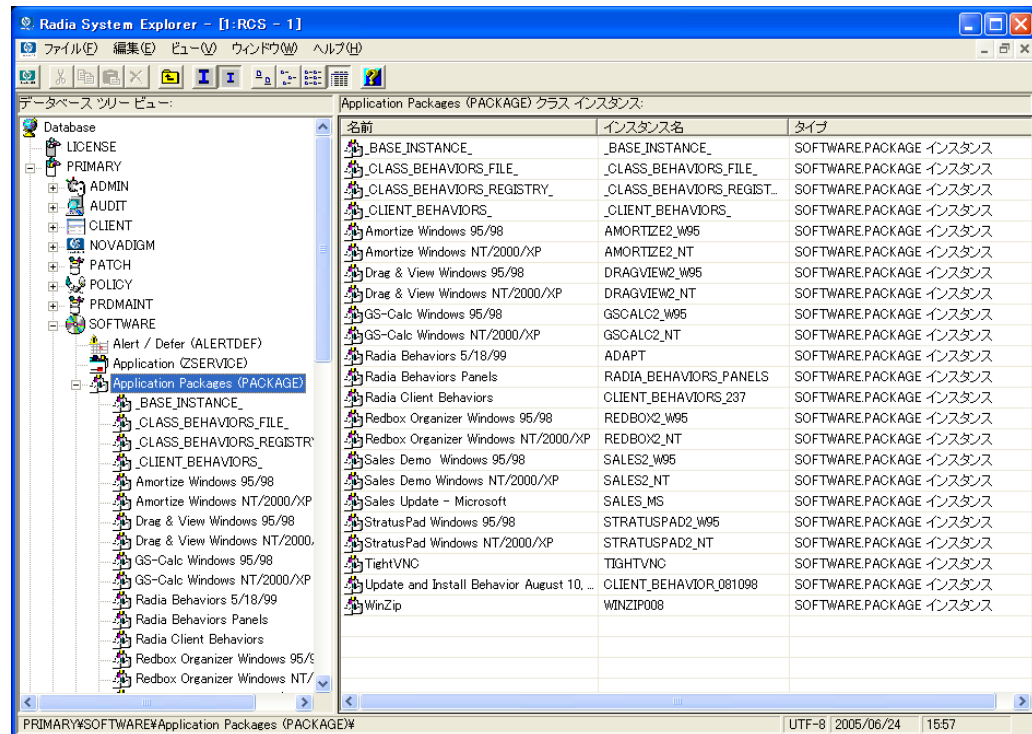 Radia System Explorer - [1:RCS - 1]
ファイル(F) 編集(E) ビュー(V) ウィンドウ(W) ヘルプ(H)
データベース ツリー ビュー:
Database
LICENSE
PRIMARY
ADMIN
AUDIT
CLIENT
NOVADIGM
PATCH
POLICY
PRDMAINT
SOFTWARE
Alert / Defer (ALERTDEF)
Application (ZSERVICE)
Application Packages (PACKAGE)
_BASE_INSTANCE_
_CLASS_BEHAVIORS_FILE_
_CLASS_BEHAVIORS_REGISTR
_CLIENT_BEHAVIORS_
Amortize Windows 95/98
Amortize Windows NT/2000/XP
Drag & View Windows 95/98
Drag & View Windows NT/2000
GS-Calc Windows 95/98
GS-Calc Windows NT/2000/XP
Radia Behaviors 5/18/99
Radia Behaviors Panels
Radia Client Behaviors
Redbox Organizer Windows 95/9
Redbox Organizer Windows NT/
Application Packages (PACKAGE) クラス インスタンス:
名前 インスタンス名 タイプ
_BASE_INSTANCE_ _BASE_INSTANCE_ SOFTWARE.PACKAGE インスタンス
_CLASS_BEHAVIORS_FILE_ _CLASS_BEHAVIORS_FILE_ SOFTWARE.PACKAGE インスタンス
_CLASS_BEHAVIORS_REGISTRY_ _CLASS_BEHAVIORS_REGIST... SOFTWARE.PACKAGE インスタンス
_CLIENT_BEHAVIORS_ _CLIENT_BEHAVIORS_ SOFTWARE.PACKAGE インスタンス
Amortize Windows 95/98 AMORTIZE2_W95 SOFTWARE.PACKAGE インスタンス
Amortize Windows NT/2000/XP AMORTIZE2_NT SOFTWARE.PACKAGE インスタンス
Drag & View Windows 95/98 DRAGVIEW2_W95 SOFTWARE.PACKAGE インスタンス
Drag & View Windows NT/2000/XP DRAGVIEW2_NT SOFTWARE.PACKAGE インスタンス
GS-Calc Windows 95/98 GSCALC2_W95 SOFTWARE.PACKAGE インスタンス
GS-Calc Windows NT/2000/XP GSCALC2_NT SOFTWARE.PACKAGE インスタンス
Radia Behaviors 5/18/99 ADAPT SOFTWARE.PACKAGE インスタンス
Radia Behaviors Panels RADIA_BEHAVIORS_PANELS SOFTWARE.PACKAGE インスタンス
Radia Client Behaviors CLIENT_BEHAVIORS_237 SOFTWARE.PACKAGE インスタンス
Redbox Organizer Windows 95/98 REDBOX2_W95 SOFTWARE.PACKAGE インスタンス
Redbox Organizer Windows NT/2000/XP REDBOX2_NT SOFTWARE.PACKAGE インスタンス
Sales Demo Windows 95/98 SALES2_W95 SOFTWARE.PACKAGE インスタンス
Sales Demo Windows NT/2000/XP SALES2_NT SOFTWARE.PACKAGE インスタンス
Sales Update - Microsoft SALES_MS SOFTWARE.PACKAGE インスタンス
StratusPad Windows 95/98 STRATUSPAD2_W95 SOFTWARE.PACKAGE インスタンス
StratusPad Windows NT/2000/XP STRATUSPAD2_NT SOFTWARE.PACKAGE インスタンス
TightVNC TIGHTVNC SOFTWARE.PACKAGE インスタンス
Update and Install Behavior August 10, ... CLIENT_BEHAVIOR_081098 SOFTWARE.PACKAGE インスタンス
WinZip WINZIP008 SOFTWARE.PACKAGE インスタンス
PRIMARY¥SOFTWARE¥Application Packages (PACKAGE)¥ UTF-8 2005/06/24 15:57